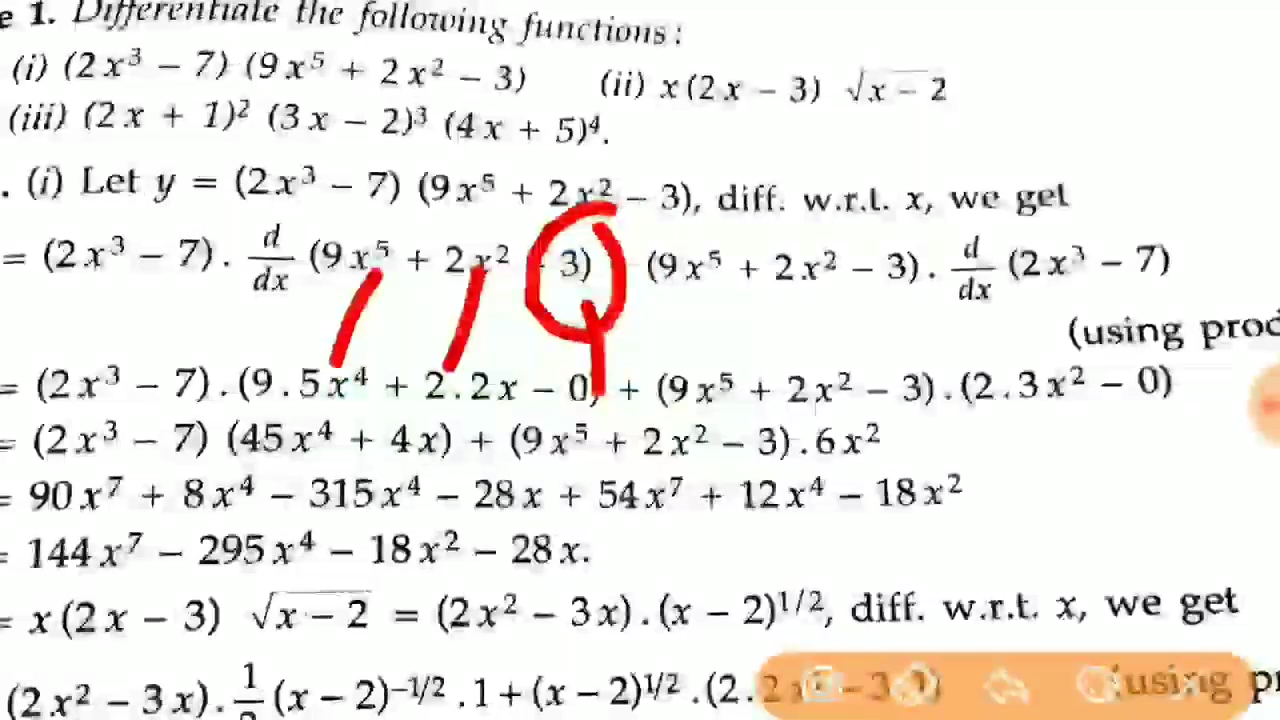 e 1. Differentiate the following functions :
(i) (2x³ – 7) (9x⁵ + 2x² – 3) (ii) x(2x – 3) √x – 2
(iii) (2x + 1)² (3x – 2)³ (4x + 5)⁴.
. (i) Let y = (2x³ – 7) (9x⁵ + 2x² – 3), diff. w.r.t. x, we get
= (2x³ – 7) . d/dx (9x⁵ + 2x² 3) (9x⁵ + 2x² – 3) . d/dx (2x³ – 7)
(using prod
= (2x³ – 7) . (9 . 5x⁴ + 2 . 2x – 0) + (9x⁵ + 2x² – 3) . (2 . 3x² – 0)
= (2x³ – 7) (45x⁴ + 4x) + (9x⁵ + 2x² – 3) . 6x²
= 90x⁷ + 8x⁴ – 315x⁴ – 28x + 54x⁷ + 12x⁴ – 18x²
= 144x⁷ – 295x⁴ – 18x² – 28x.
= x(2x – 3) √x – 2 = (2x² – 3x) . (x – 2)¹/², diff. w.r.t. x, we get
(2x² – 3x) . 1/2 (x – 2)⁻¹/² . 1 + (x – 2)¹/² . (2 . 2x – 3 (using pr